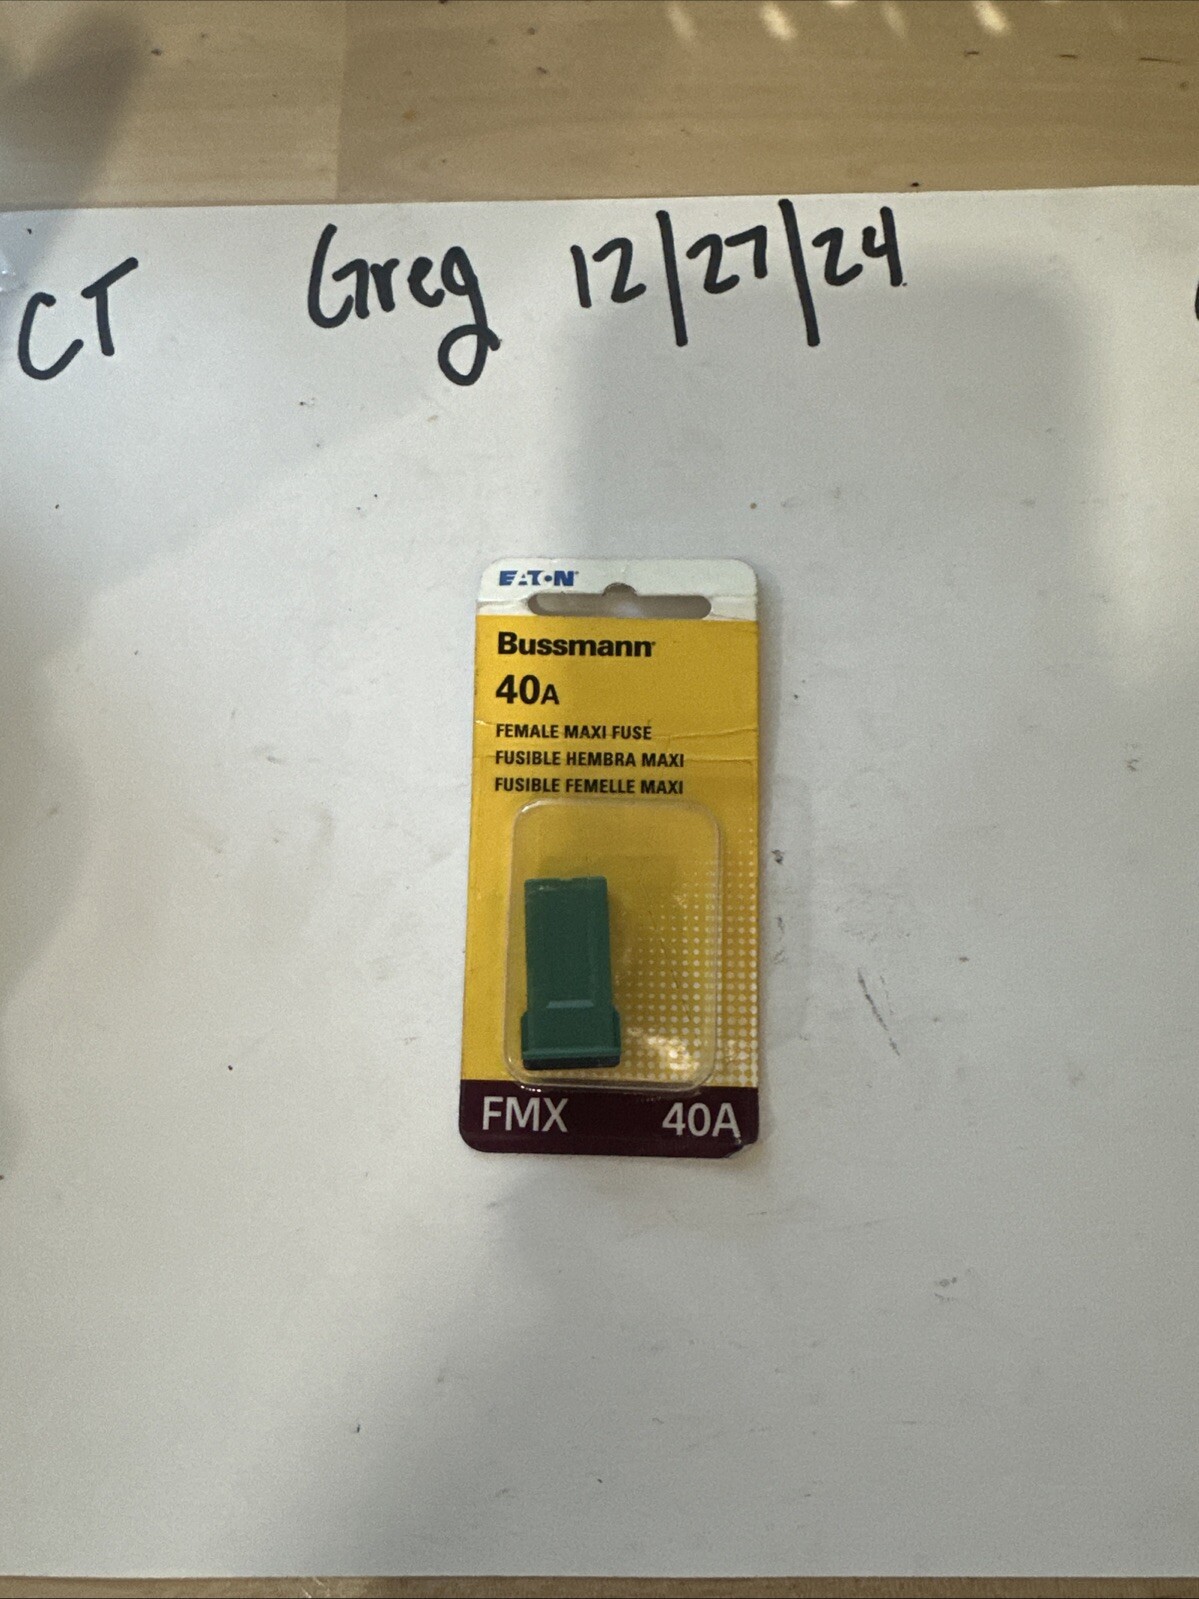 CT Greg 12/27/24
EATON
Bussmann
40A
FEMALE MAXI FUSE
FUSIBLE HEMBRA MAXI
FUSIBLE FEMELLE MAXI
FMX 40A